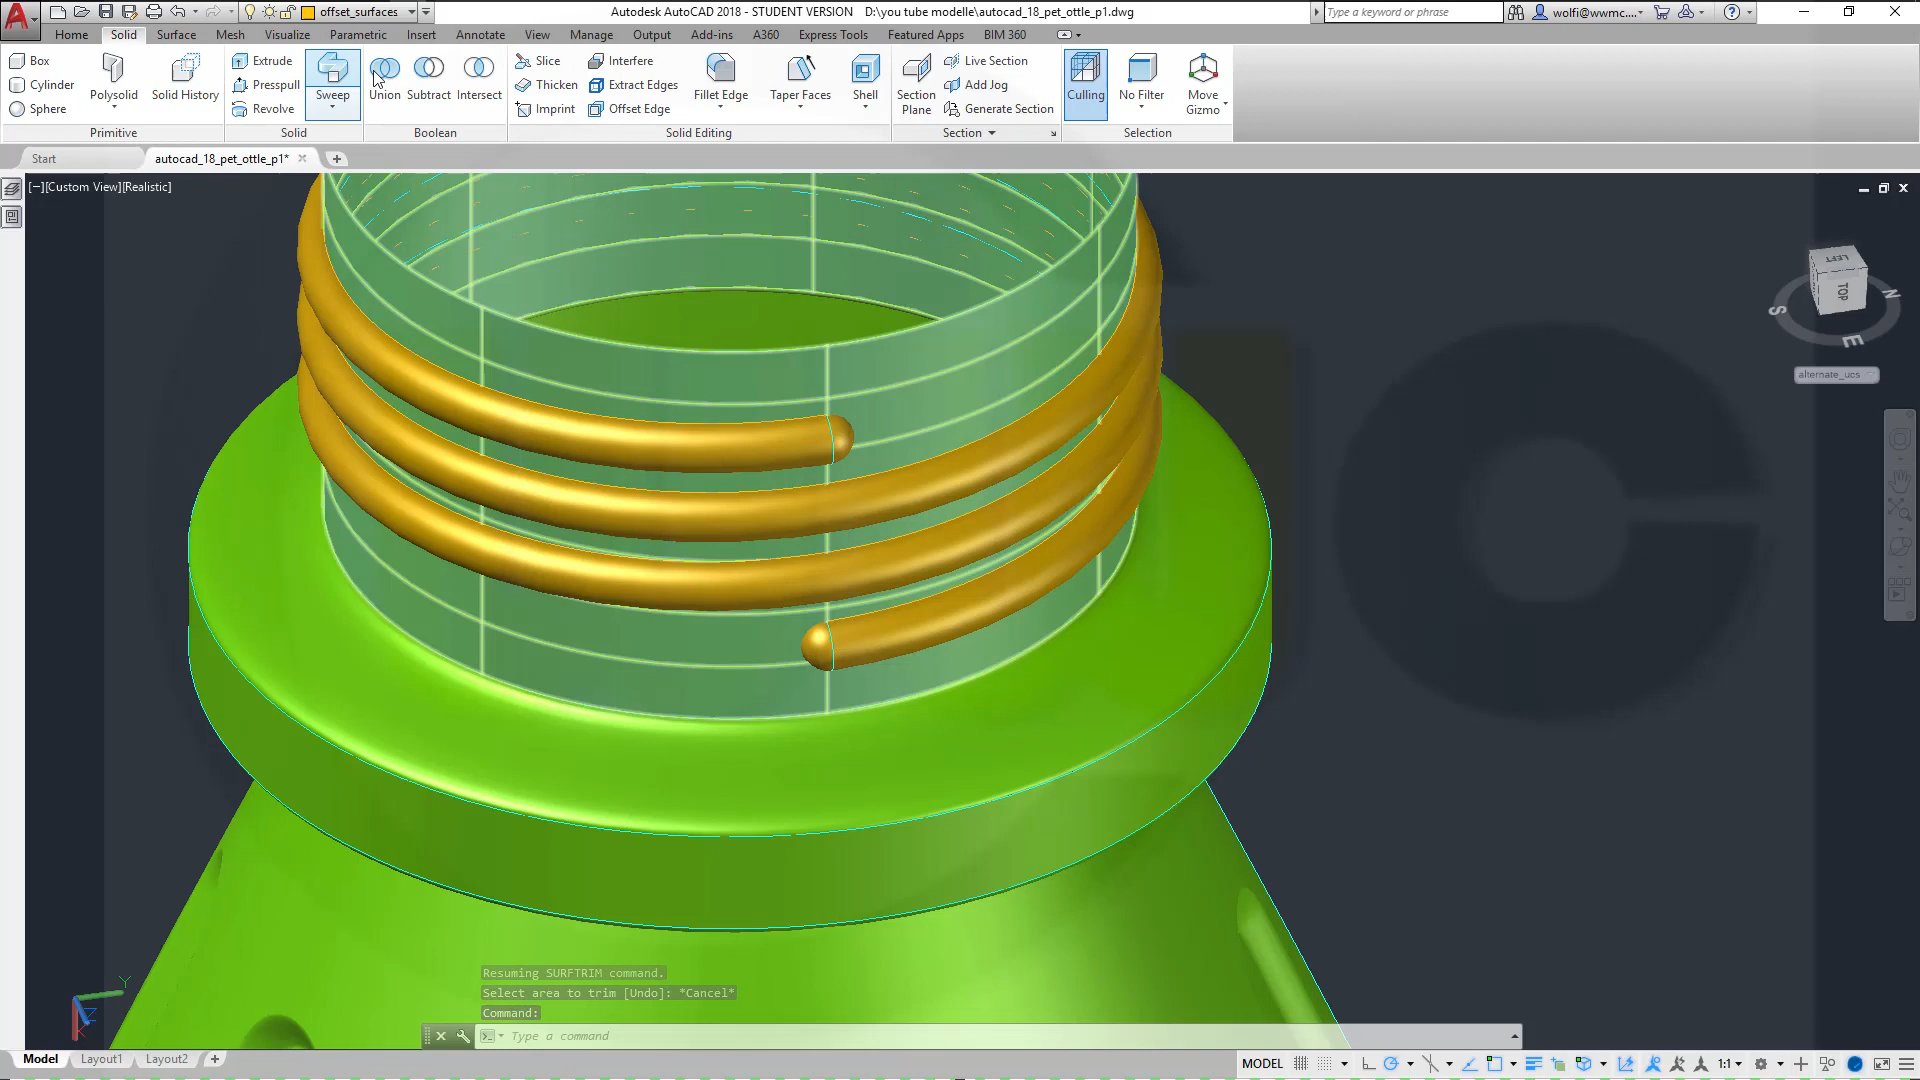 offset_surfaces
Autodesk AutoCAD 2018 - STUDENT VERSION D:\you tube modelle\autocad_18_pet_ottle_p1.dwg
Type a keyword or phrase
wolfi@wwmc....
Home Solid Surface Mesh Visualize Parametric Insert Annotate View Manage Output Add-ins A360 Express Tools Featured Apps BIM 360
Box
Cylinder
Sphere
Polysolid
Solid History
Primitive
Extrude
Presspull
Revolve
Sweep
Solid
Union
Subtract
Intersect
Boolean
Slice
Thicken
Imprint
Interfere
Extract Edges
Offset Edge
Fillet Edge
Taper Faces
Shell
Solid Editing
Section
Plane
Live Section
Add Jog
Generate Section
Section
Culling
No Filter
Move
Gizmo
Selection
Start
autocad_18_pet_ottle_p1*
[−][Custom View][Realistic]
LEFT
TOP
S
N
E
alternate_ucs
Y
Z
X
Resuming SURFTRIM command.
Select area to trim [Undo]: *Cancel*
Command:
Type a command
Model Layout1 Layout2
MODEL
1:1